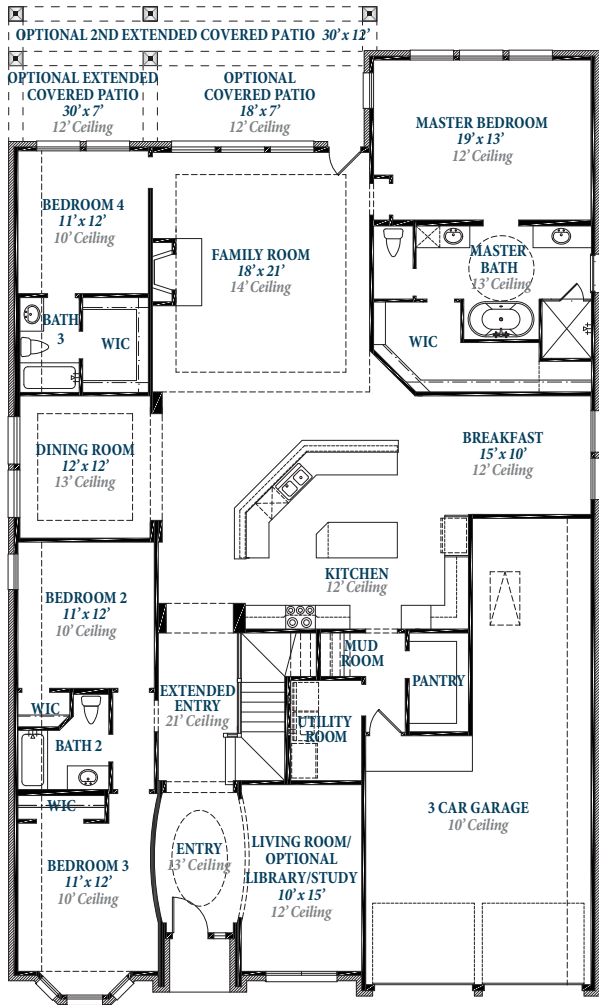 OPTIONAL 2ND EXTENDED COVERED PATIO 30' x 12'
OPTIONAL EXTENDED
COVERED PATIO
30' x 7'
12' Ceiling
OPTIONAL
COVERED PATIO
18' x 7'
12' Ceiling
MASTER BEDROOM
19' x 13'
12' Ceiling
BEDROOM 4
11' x 12'
10' Ceiling
FAMILY ROOM
18' x 21'
14' Ceiling
MASTER
BATH
13' Ceiling
BATH
3
WIC
WIC
DINING ROOM
12' x 12'
13' Ceiling
BREAKFAST
15' x 10'
12' Ceiling
KITCHEN
12' Ceiling
BEDROOM 2
11' x 12'
10' Ceiling
MUD
ROOM
PANTRY
EXTENDED
ENTRY
21' Ceiling
UTILITY
ROOM
WIC
BATH 2
WIC
3 CAR GARAGE
10' Ceiling
ENTRY
13' Ceiling
LIVING ROOM/
OPTIONAL
LIBRARY/STUDY
10' x 15'
12' Ceiling
BEDROOM 3
11' x 12'
10' Ceiling